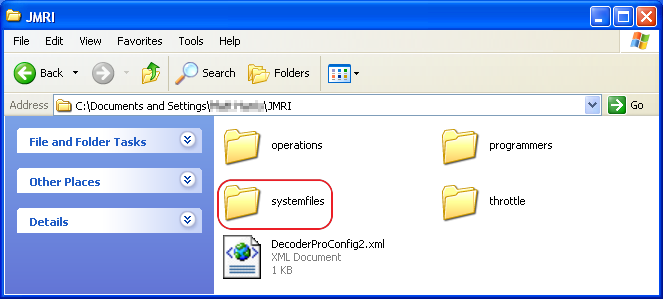 JMRI
File Edit View Favorites Tools Help
Back Search Folders
Address C:\Documents and Settings\ \JMRI Go
File and Folder Tasks
Other Places
Details
operations programmers
systemfiles throttle
DecoderProConfig2.xml
XML Document
1 KB